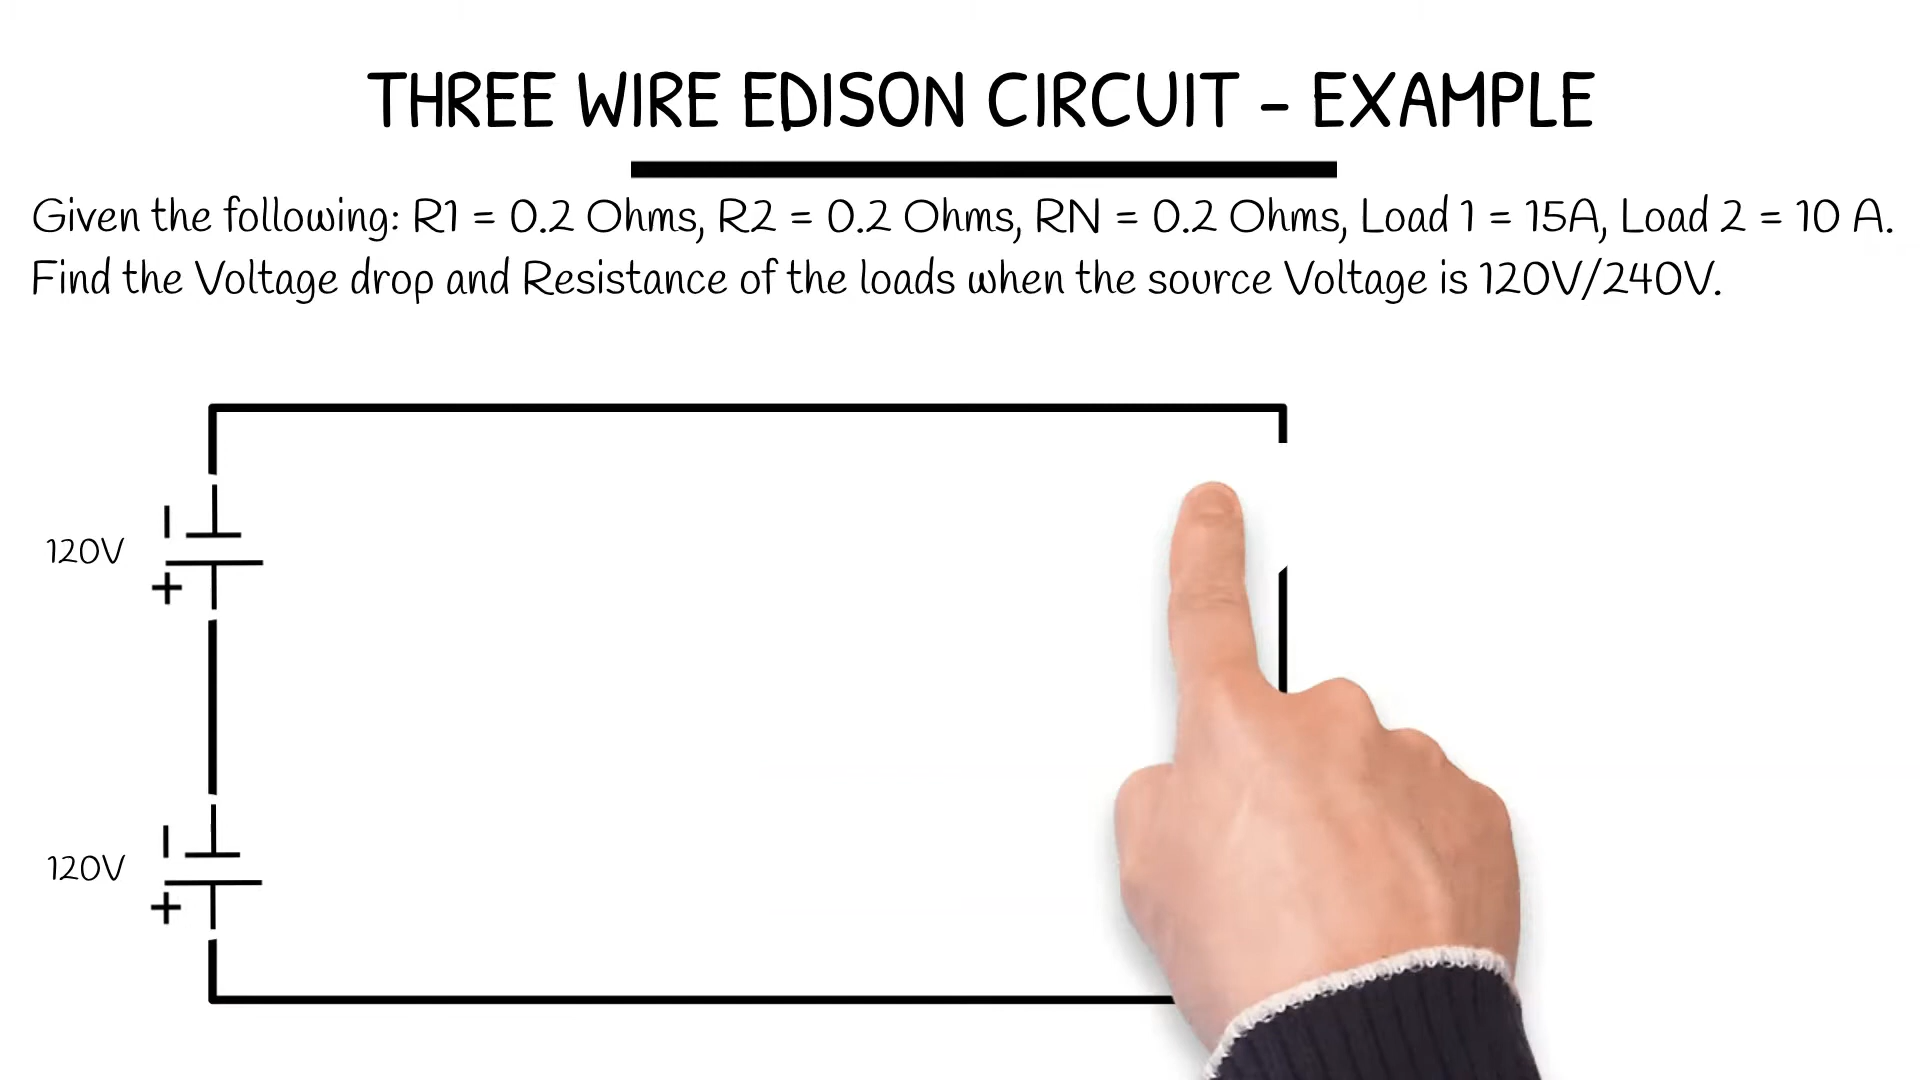 THREE WIRE EDISON CIRCUIT - EXAMPLE
Given the following: R1 = 0.2 Ohms, R2 = 0.2 Ohms, RN = 0.2 Ohms, Load 1 = 15A, Load 2 = 10 A.
Find the Voltage drop and Resistance of the loads when the source Voltage is 120V/240V.
120V
+
120V
+